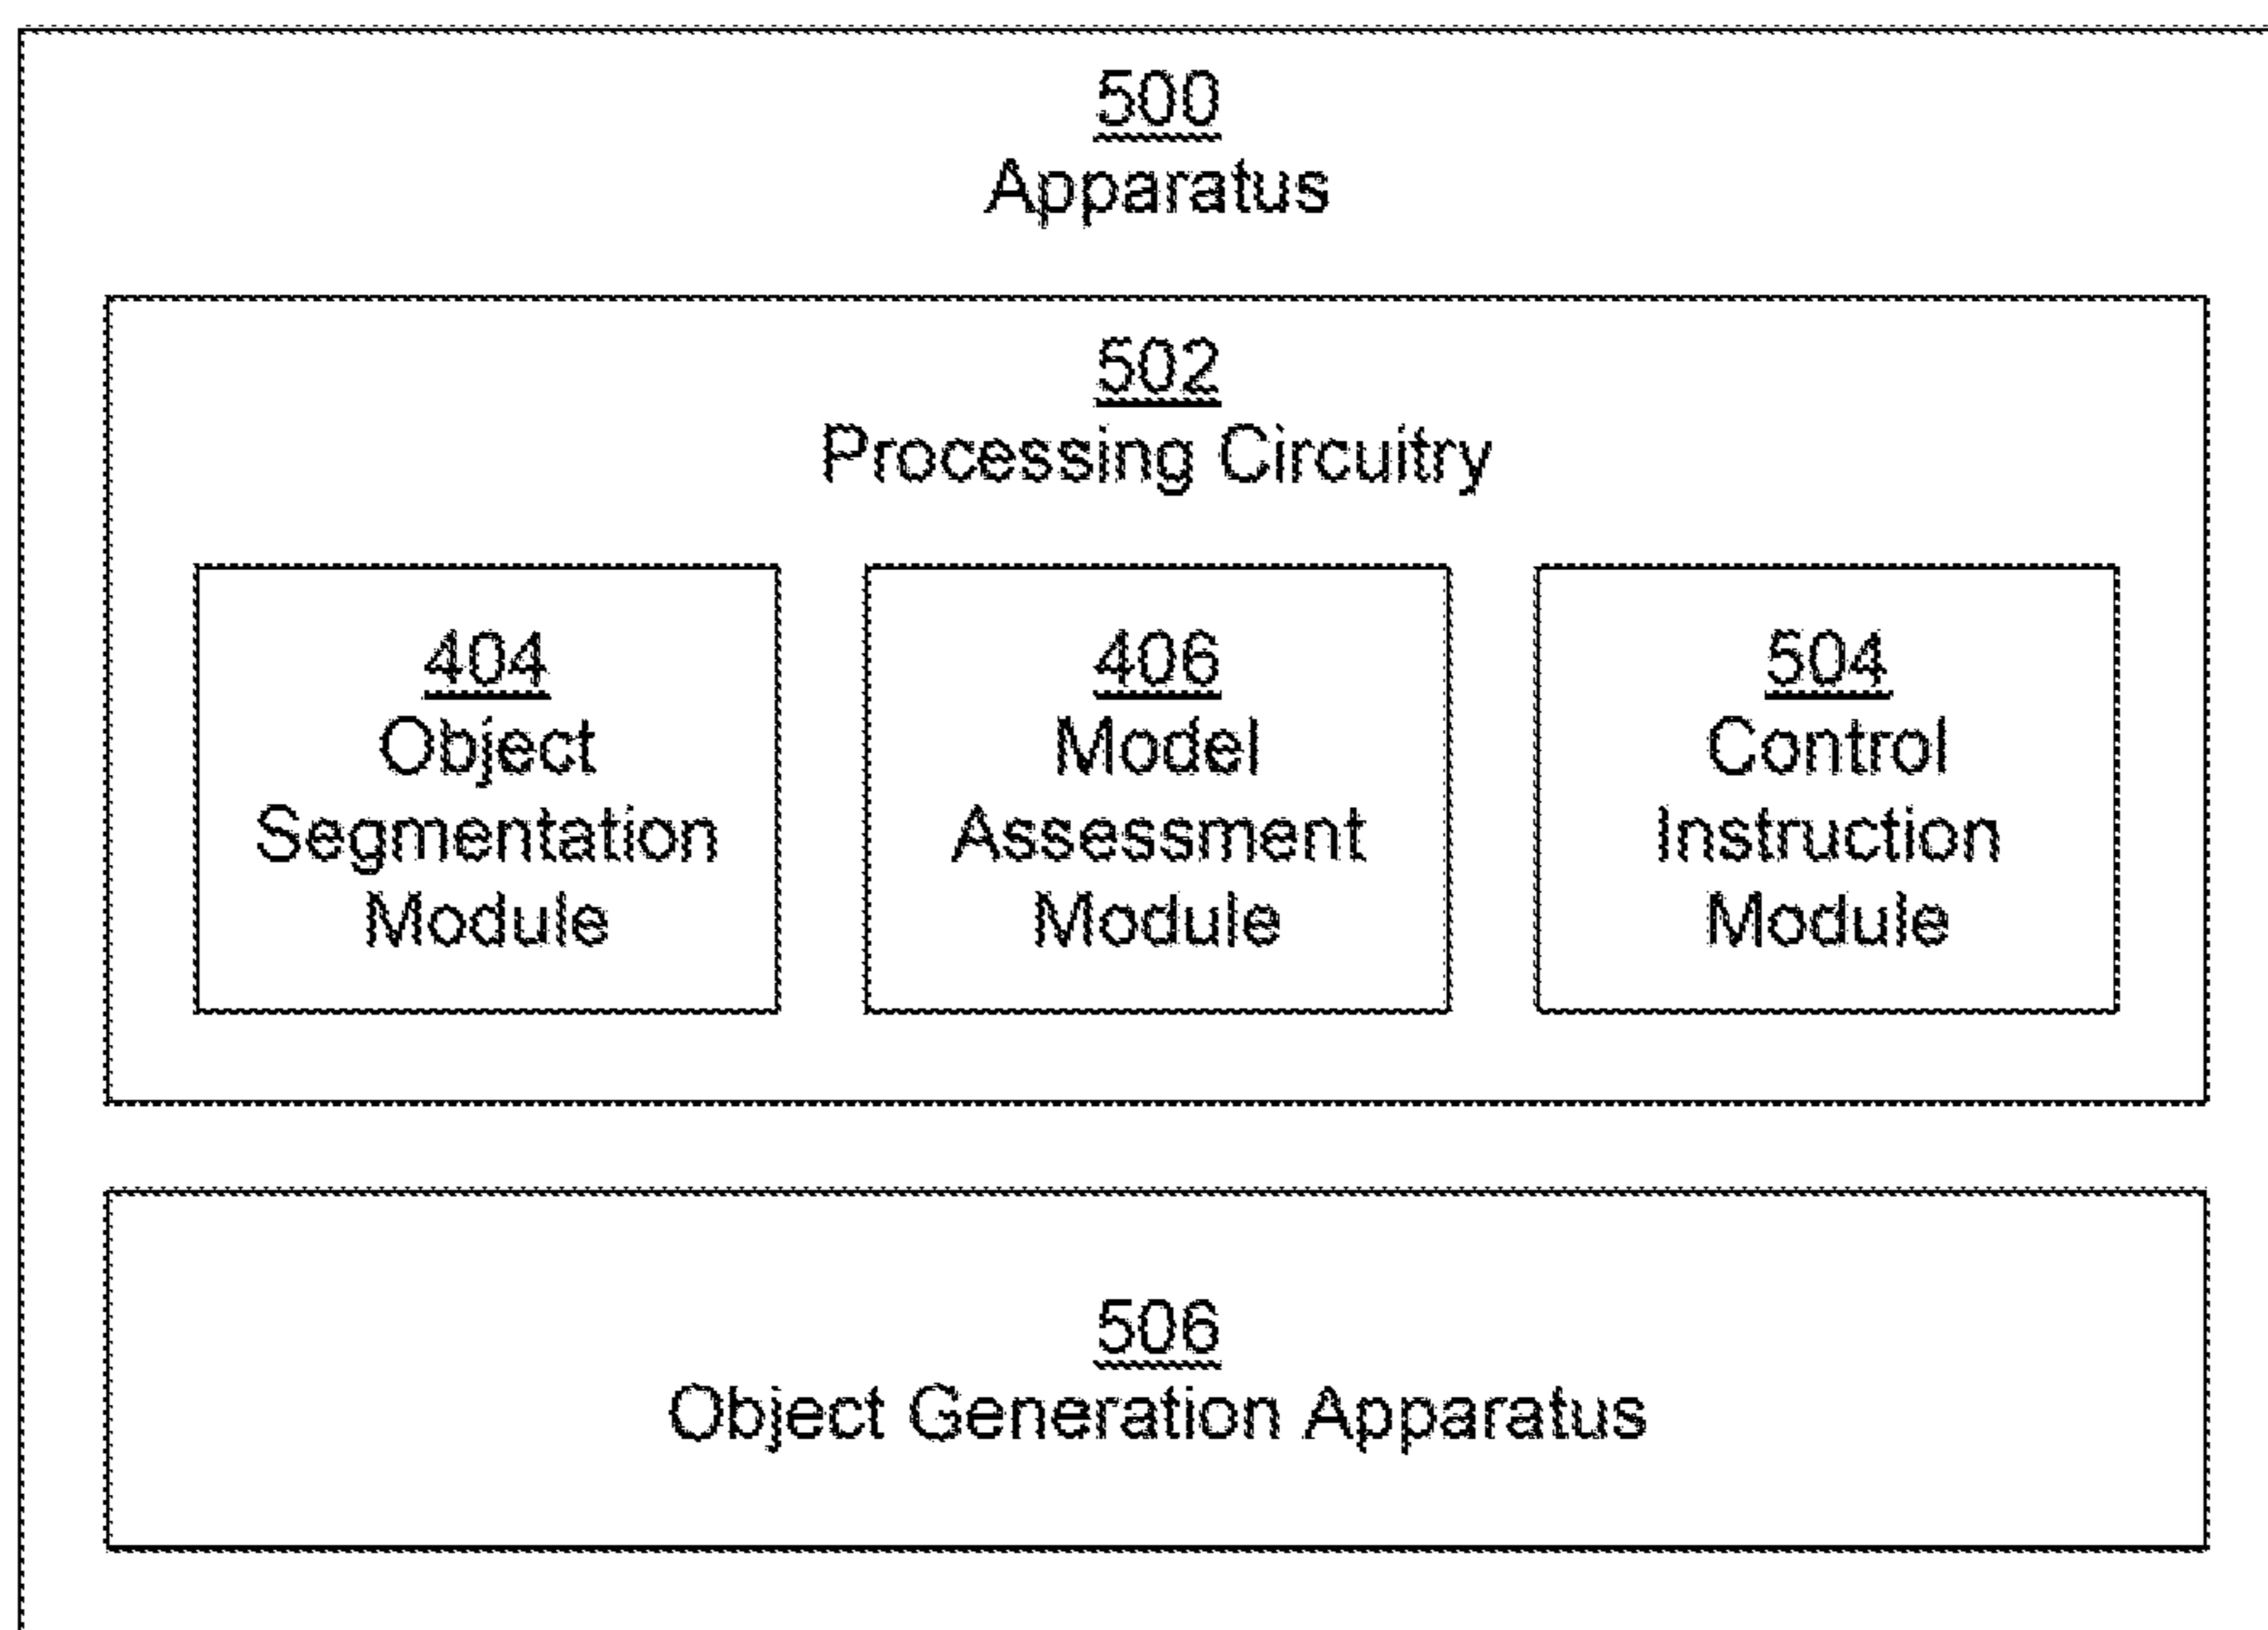 500
Apparatus
502
Processing Circuitry
404
Object
Segmentation
Module
406
Model
Assessment
Module
504
Control
Instruction
Module
506
Object Generation Apparatus